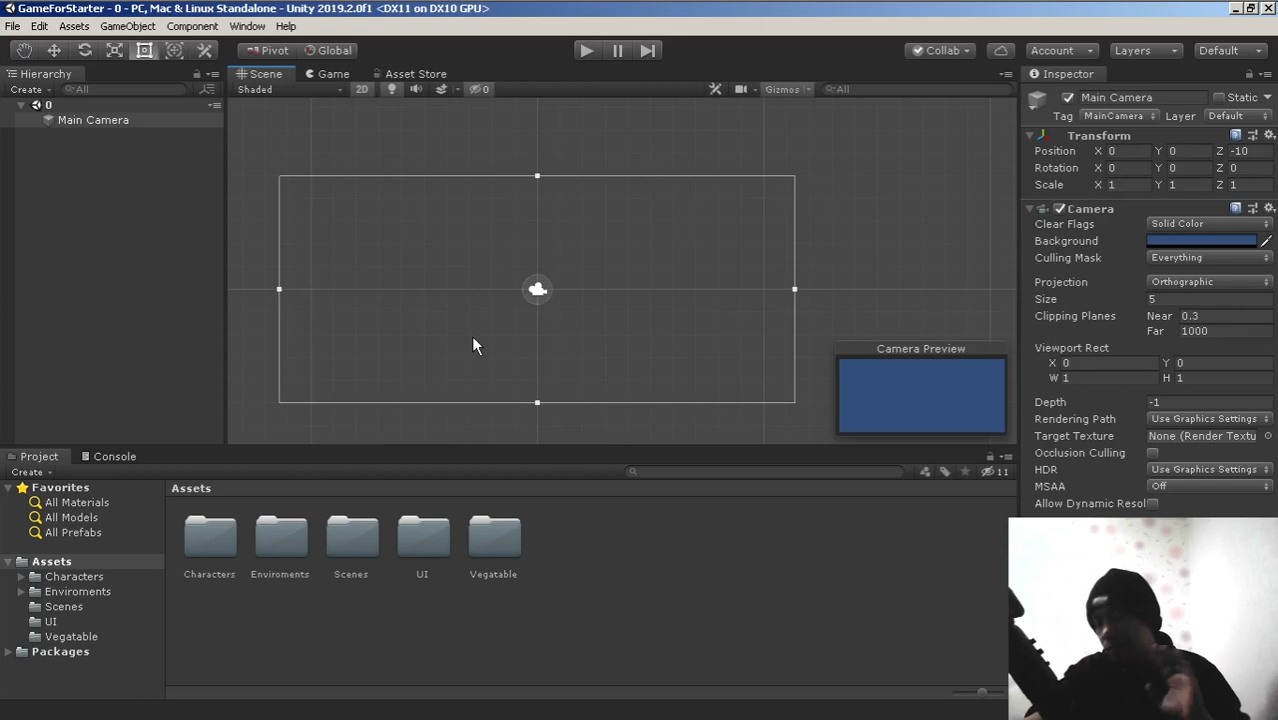 GameForStarter - 0 - PC, Mac & Linux Standalone - Unity 2019.2.0f1 <DX11 on DX10 GPU>
File Edit Assets GameObject Component Window Help
Pivot Global Collab Account Layers Default
Hierarchy Scene Game Asset Store Inspector
Create All Shaded 2D 0 Gizmos All
0
Main Camera
Main Camera Static
Tag MainCamera Layer Default
Transform
Position X 0 Y 0 Z -10
Rotation X 0 Y 0 Z 0
Scale X 1 Y 1 Z 1
Camera
Clear Flags Solid Color
Background
Culling Mask Everything
Projection Orthographic
Size 5
Clipping Planes Near 0.3
Far 1000
Viewport Rect
X 0 Y 0
W 1 H 1
Depth -1
Rendering Path Use Graphics Settings
Target Texture None (Render Textu
Occlusion Culling
HDR Use Graphics Settings
MSAA Off
Allow Dynamic Resol
Camera Preview
Project Console
Create 11
Favorites
All Materials
All Models
All Prefabs
Assets
Characters
Enviroments
Scenes
UI
Vegatable
Packages
Assets
Characters Enviroments Scenes UI Vegatable